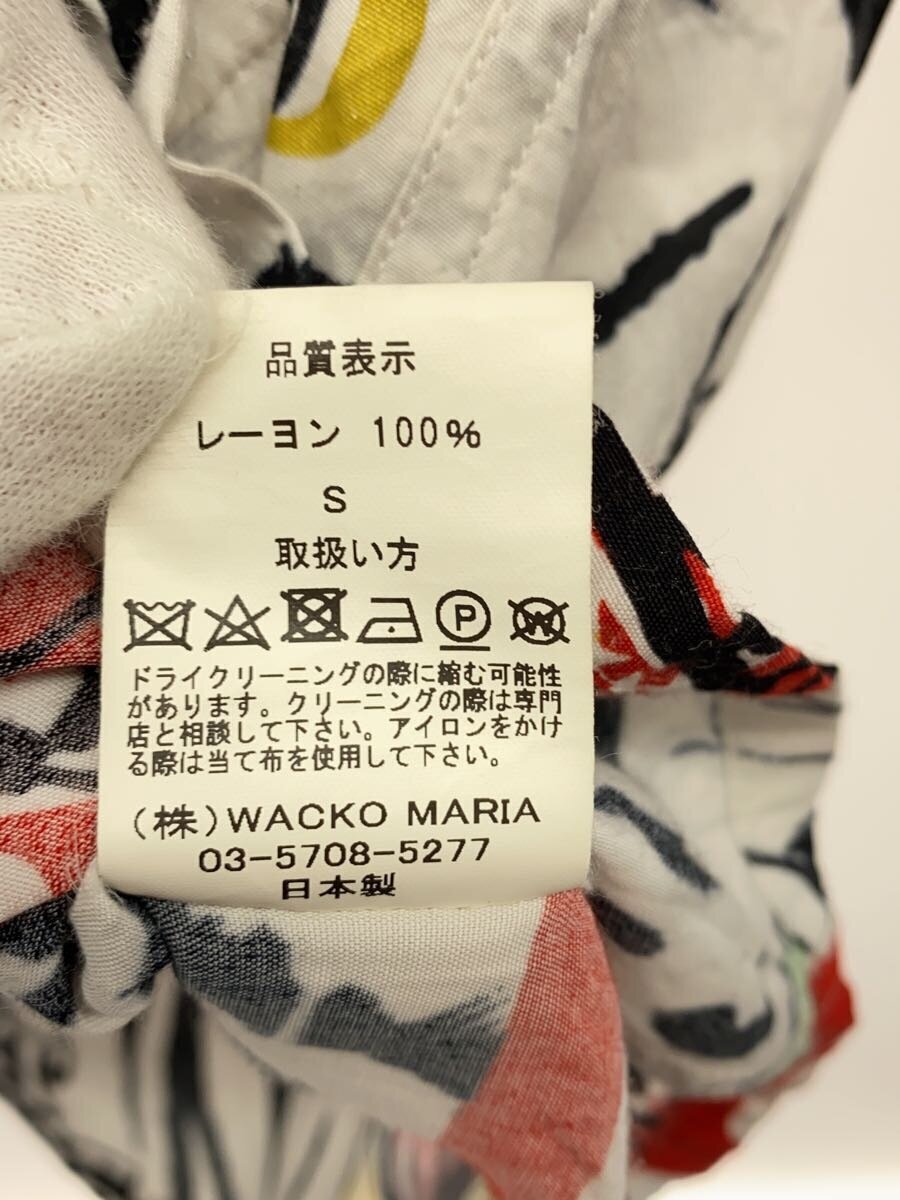 品質表示
レーヨン 100%
S
取扱い方
P W
ドライクリーニングの際に縮む可能性
があります。クリーニングの際は専門
店と相談して下さい。アイロンをかけ
る際は当て布を使用して下さい。
(株)WACKO MARIA
03-5708-5277
日本製